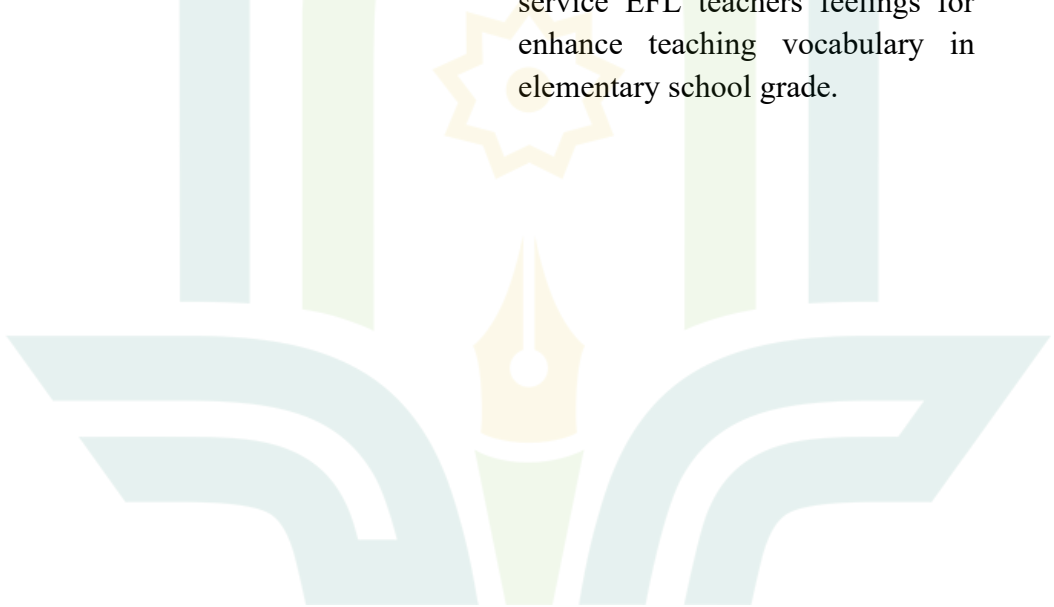 service EFL teachers feelings for
enhance teaching vocabulary in
elementary school grade.